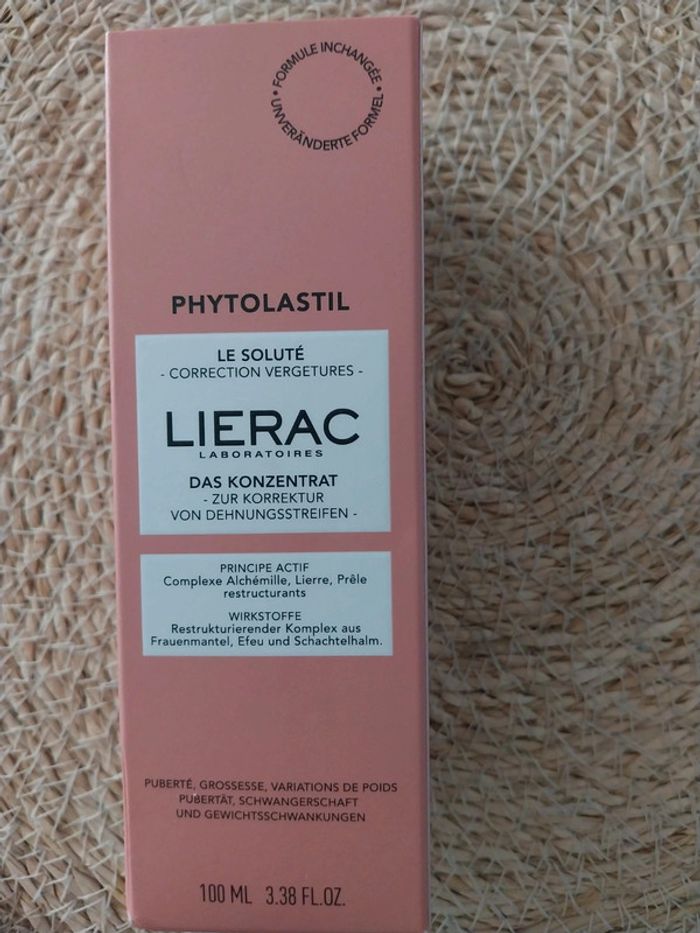 • FORMULE INCHANGÉE •
UNVERÄNDERTE FORMEL
PHYTOLASTIL
LE SOLUTÉ
- CORRECTION VERGETURES -
LIERAC
LABORATOIRES
DAS KONZENTRAT
- ZUR KORREKTUR
VON DEHNUNGSSTREIFEN -
PRINCIPE ACTIF
Complexe Alchémille, Lierre, Prêle
restructurants
WIRKSTOFFE
Restrukturierender Komplex aus
Frauenmantel, Efeu und Schachtelhalm.
PUBERTÉ, GROSSESSE, VARIATIONS DE POIDS
PUBERTÄT, SCHWANGERSCHAFT
UND GEWICHTSSCHWANKUNGEN
100 ML 3.38 FL.OZ.